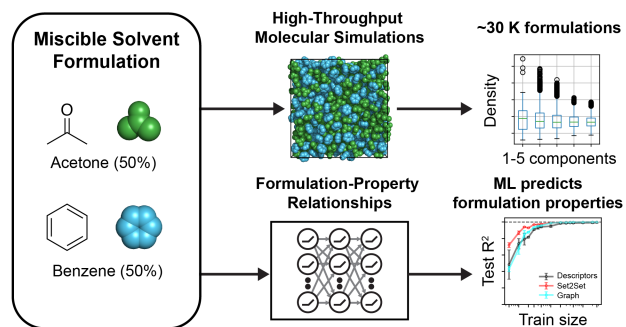 Miscible Solvent
Formulation
O
Acetone (50%)
Benzene (50%)
High-Throughput
Molecular Simulations
~30 K formulations
Density
1-5 components
Formulation-Property
Relationships
ML predicts
formulation properties
Test R²
Descriptors
Set2Set
Graph
Train size